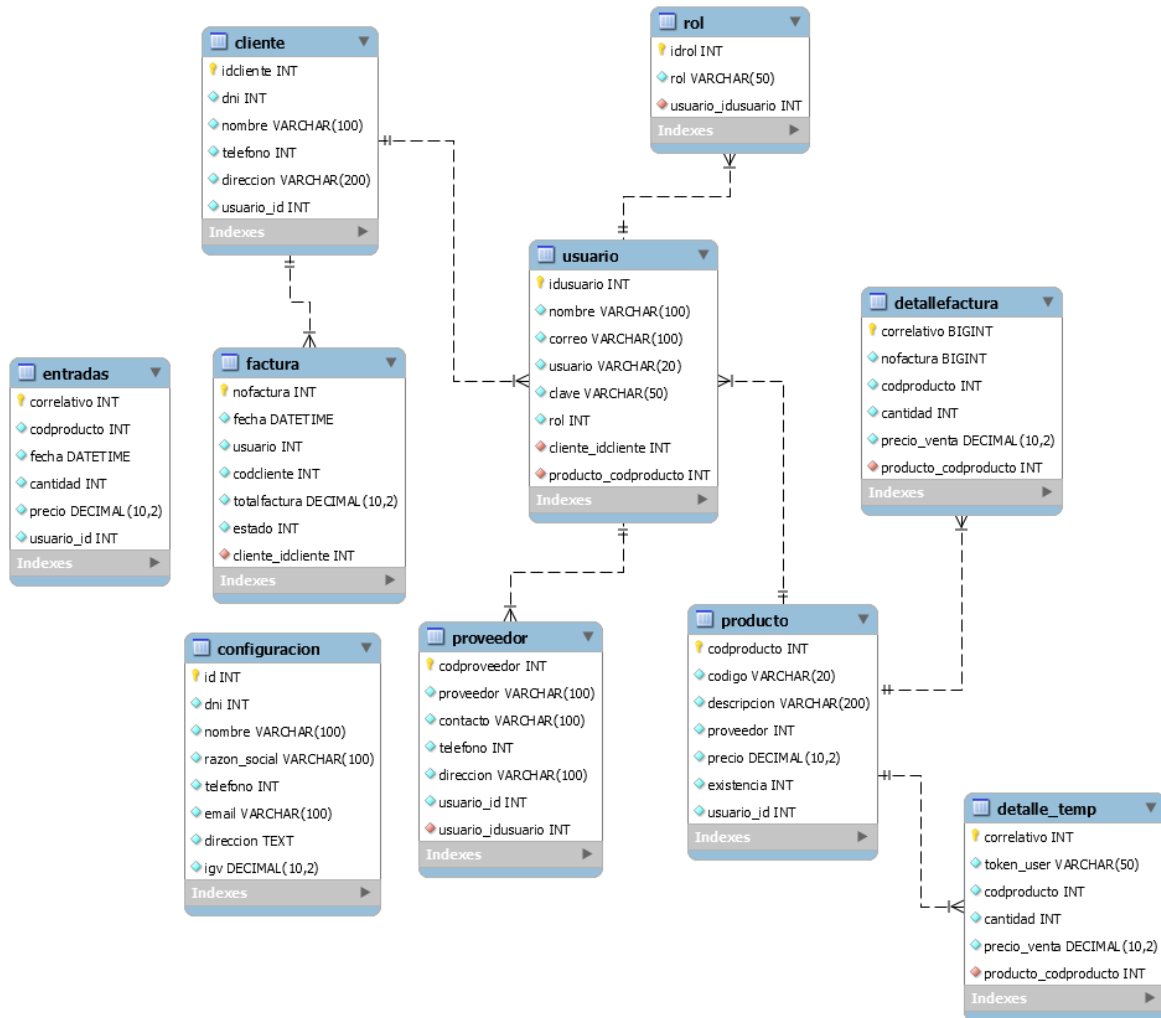 cliente
idcliente INT
dni INT
nombre VARCHAR(100)
telefono INT
direccion VARCHAR(200)
usuario_id INT
Indexes
rol
idrol INT
rol VARCHAR(50)
usuario_idusuario INT
Indexes
usuario
idusuario INT
nombre VARCHAR(100)
correo VARCHAR(100)
usuario VARCHAR(20)
clave VARCHAR(50)
rol INT
cliente_idcliente INT
producto_codproducto INT
Indexes
detallefactura
correlativo BIGINT
nofactura BIGINT
codproducto INT
cantidad INT
precio_venta DECIMAL(10,2)
producto_codproducto INT
Indexes
entradas
correlativo INT
codproducto INT
fecha DATETIME
cantidad INT
precio DECIMAL(10,2)
usuario_id INT
Indexes
factura
nofactura INT
fecha DATETIME
usuario INT
codcliente INT
totalfactura DECIMAL(10,2)
estado INT
cliente_idcliente INT
Indexes
configuracion
id INT
dni INT
nombre VARCHAR(100)
razon_social VARCHAR(100)
telefono INT
email VARCHAR(100)
direccion TEXT
igv DECIMAL(10,2)
Indexes
proveedor
codproveedor INT
proveedor VARCHAR(100)
contacto VARCHAR(100)
telefono INT
direccion VARCHAR(100)
usuario_id INT
usuario_idusuario INT
Indexes
producto
codproducto INT
codigo VARCHAR(20)
descripcion VARCHAR(200)
proveedor INT
precio DECIMAL(10,2)
existencia INT
usuario_id INT
Indexes
detalle_temp
correlativo INT
token_user VARCHAR(50)
codproducto INT
cantidad INT
precio_venta DECIMAL(10,2)
producto_codproducto INT
Indexes